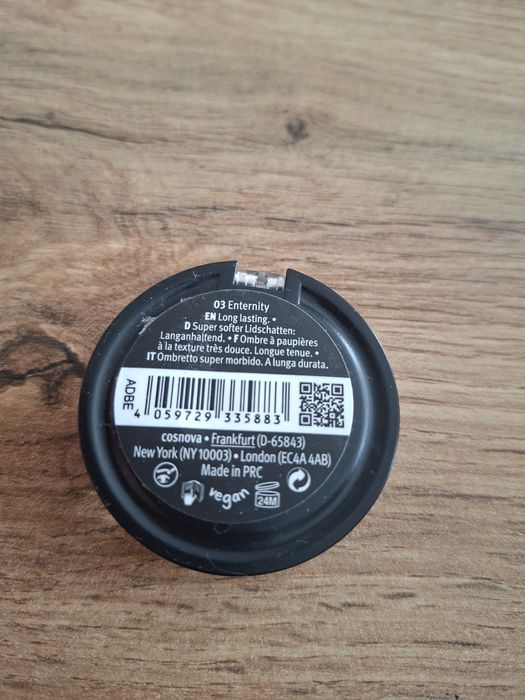 03 Enternity
EN Long lasting. •
D Super softer Lidschatten:
Langanhaltend. • F Ombre à paupières
à la texture très douce. Longue tenue. •
IT Ombretto super morbido. A lunga durata.
ADBE
4 059729 335883
cosnova • Frankfurt (D-65843)
New York (NY 10003) • London (EC4A 4AB)
Made in PRC
vegan
24M